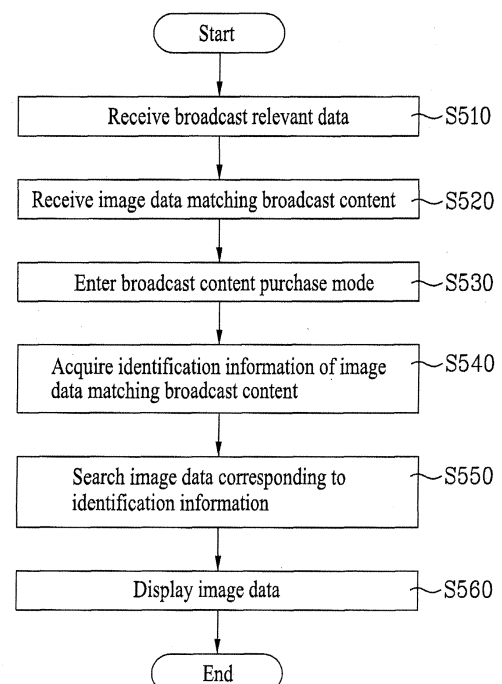 Start
Receive broadcast relevant data
S510
Receive image data matching broadcast content
S520
Enter broadcast content purchase mode
S530
Acquire identification information of image
data matching broadcast content
S540
Search image data corresponding to
identification information
S550
Display image data
S560
End